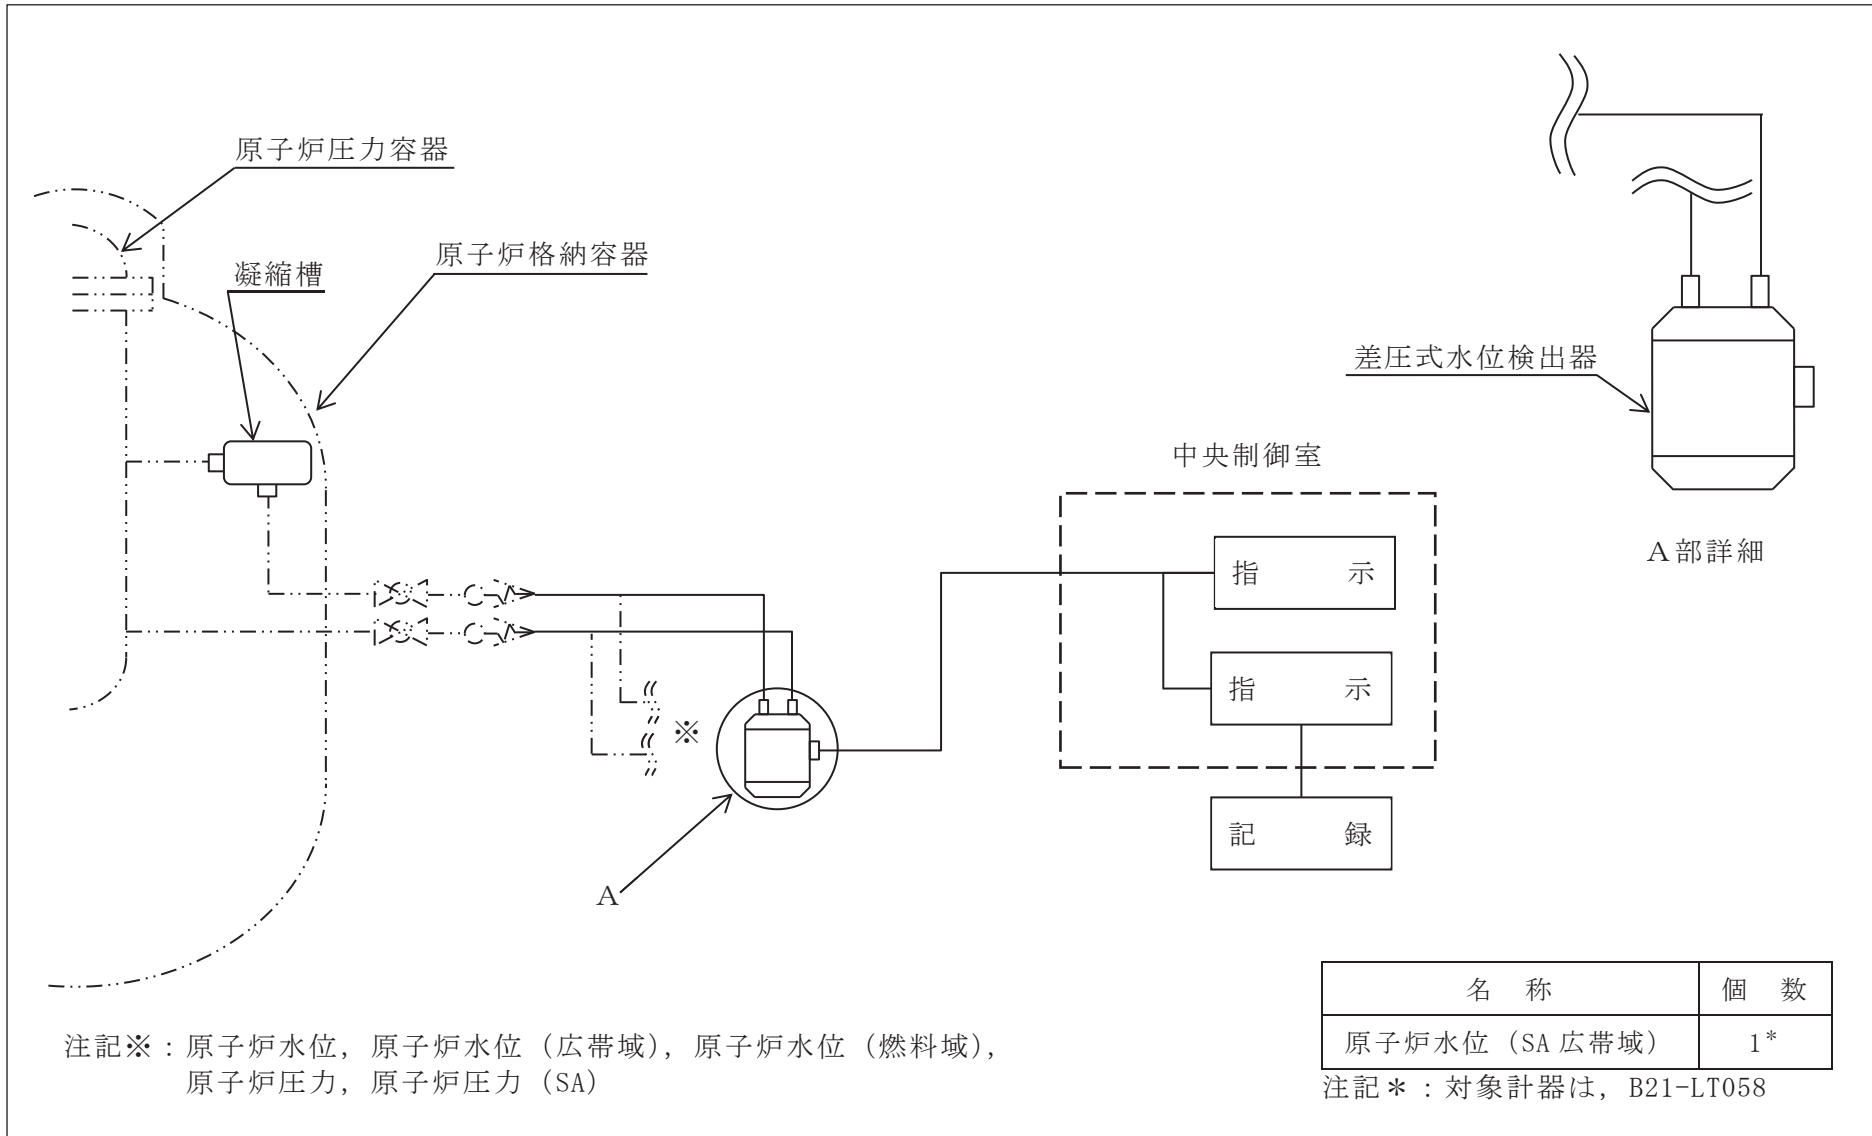 原子炉圧力容器
原子炉格納容器
凝縮槽
差圧式水位検出器
中央制御室
A部詳細
指 示
指 示
※
記 録
A
名 称 個 数
原子炉水位（SA 広帯域） 1*
注記＊：対象計器は，B21-LT058
注記※：原子炉水位，原子炉水位（広帯域），原子炉水位（燃料域），
原子炉圧力，原子炉圧力（SA）